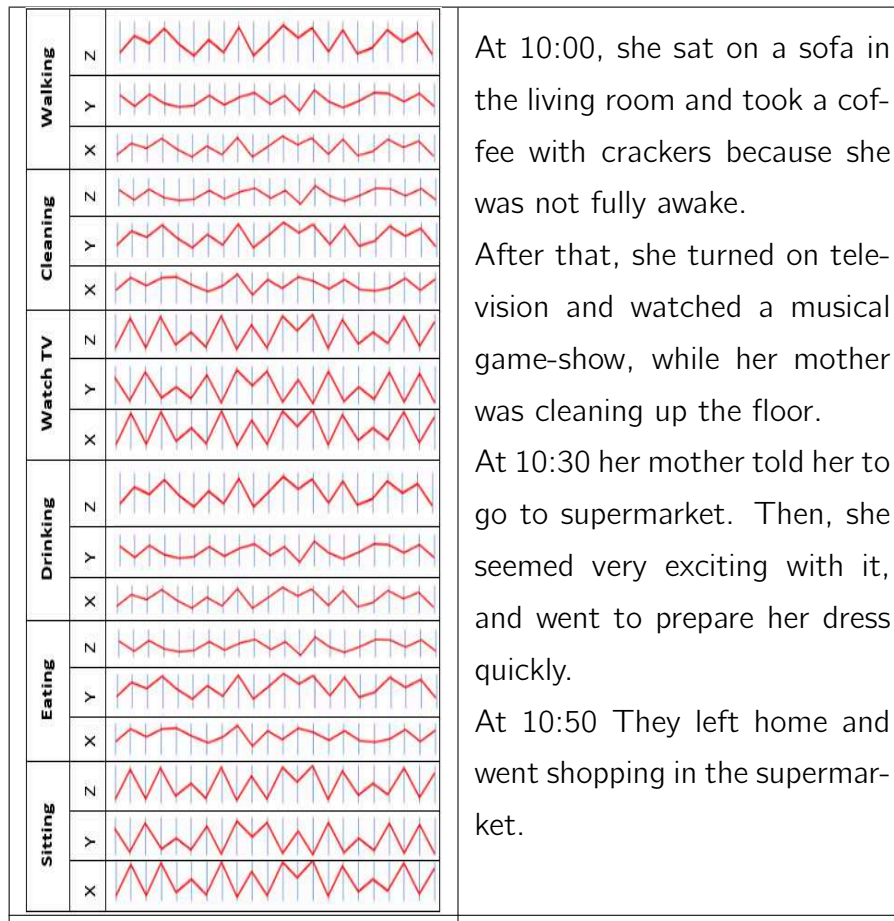 Walking
Z
Y
X
Cleaning
Z
Y
X
Watch TV
Z
Y
X
Drinking
Z
Y
X
Eating
Z
Y
X
Sitting
Z
Y
X
At 10:00, she sat on a sofa in
the living room and took a cof-
fee with crackers because she
was not fully awake.
After that, she turned on tele-
vision and watched a musical
game-show, while her mother
was cleaning up the floor.
At 10:30 her mother told her to
go to supermarket. Then, she
seemed very exciting with it,
and went to prepare her dress
quickly.
At 10:50 They left home and
went shopping in the supermar-
ket.